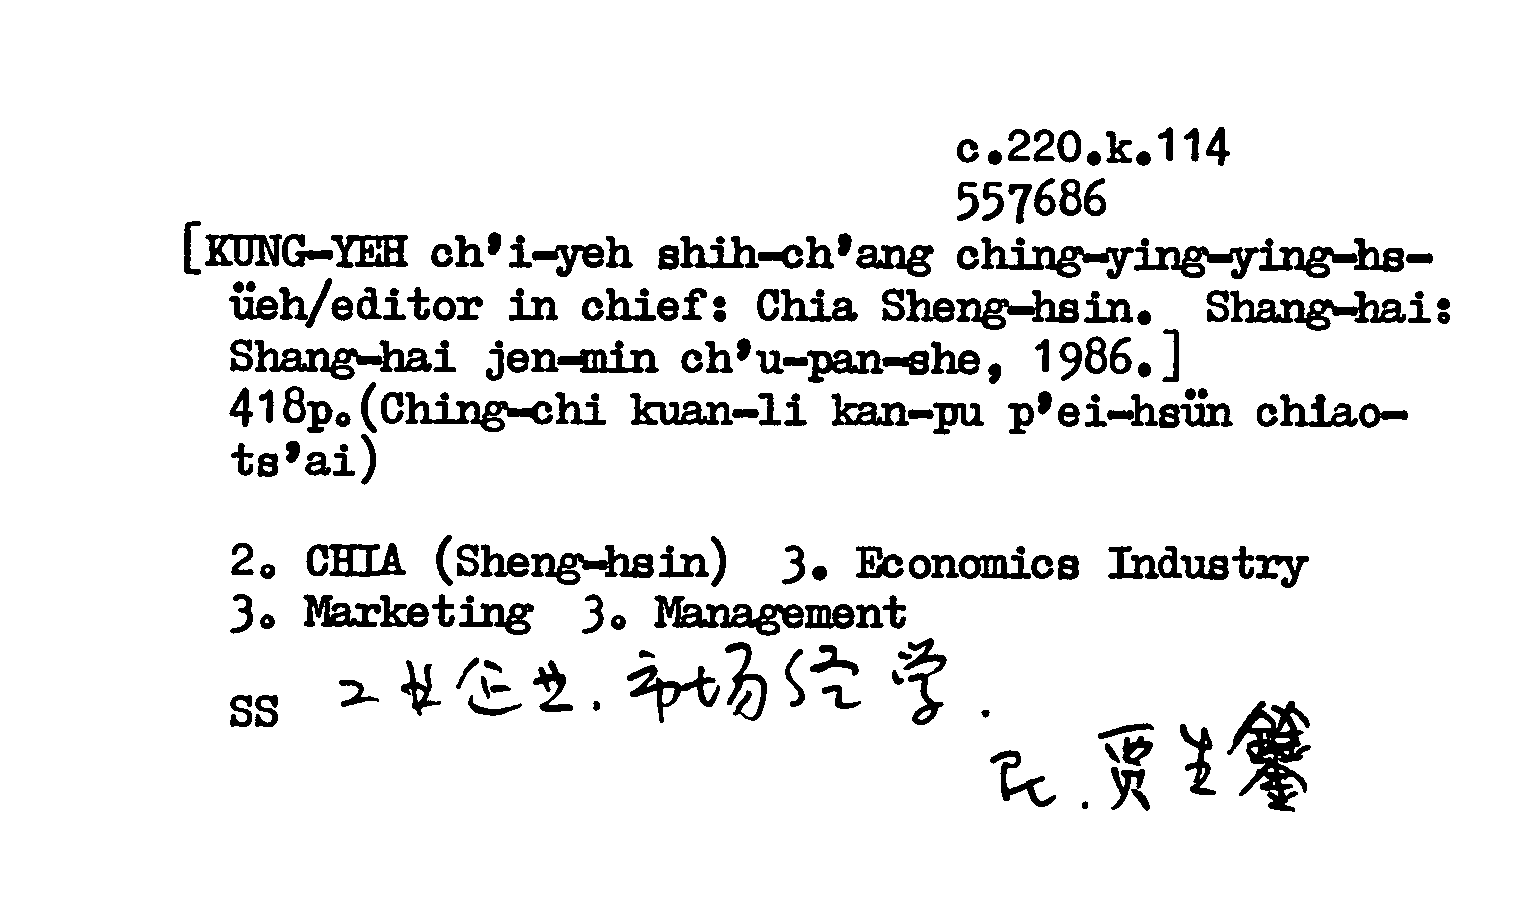 c.220.k.114
557686
[KUNG-YEH ch'i-yeh shih-ch'ang ching-ying-ying-hs-
üeh/editor in chief: Chia Sheng-hsin. Shang-hai:
Shang-hai jen-min ch'u-pan-she, 1986.]
418p.(Ching-chi kuan-li kan-pu p'ei-hsün chiao-
ts'ai)
2. CHIA (Sheng-hsin) 3. Economics Industry
3. Marketing 3. Management
SS 工业企业.市场经学.
贾生鑫